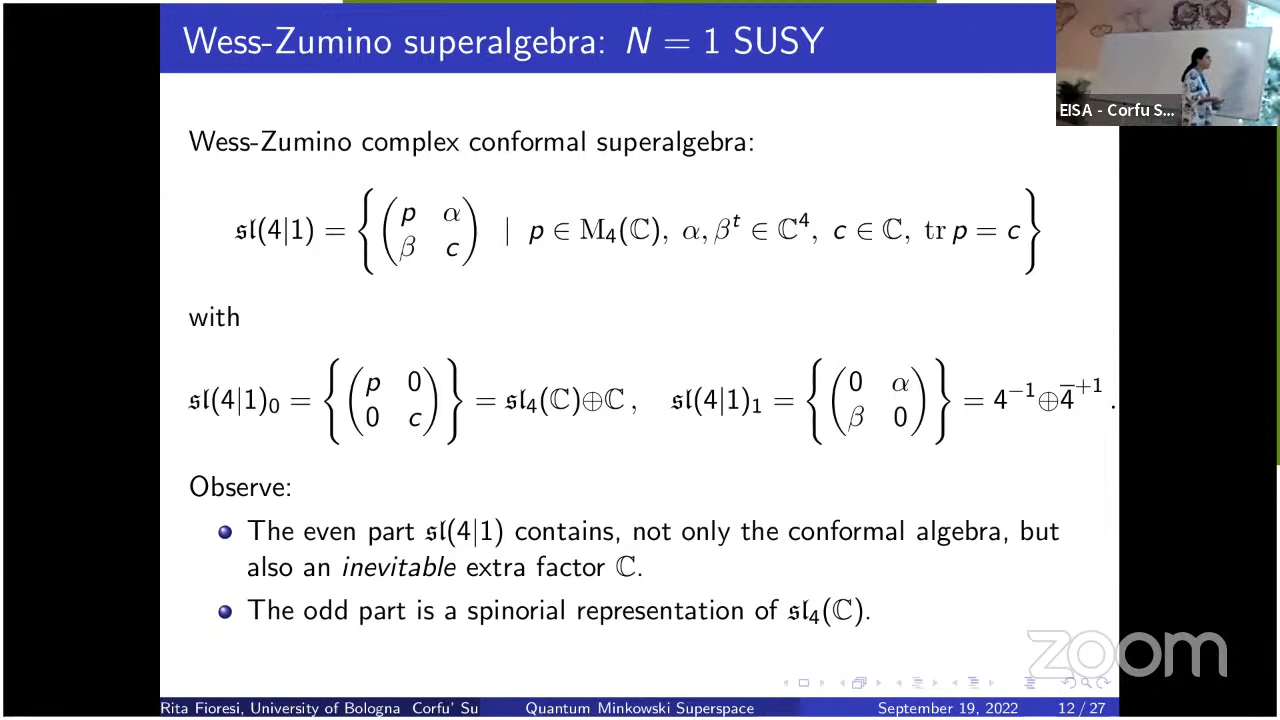 Wess-Zumino superalgebra: N = 1 SUSY
EISA - Corfu S...
Wess-Zumino complex conformal superalgebra:
𝔰𝔩(4|1) = { ( p α ; β c ) | p ∈ M₄(ℂ), α, βᵗ ∈ ℂ⁴, c ∈ ℂ, tr p = c }
with
𝔰𝔩(4|1)₀ = { ( p 0 ; 0 c ) } = 𝔰𝔩₄(ℂ)⊕ℂ , 𝔰𝔩(4|1)₁ = { ( 0 α ; β 0 ) } = 4⁻¹⊕4̅⁺¹ .
Observe:
The even part 𝔰𝔩(4|1) contains, not only the conformal algebra, but
also an inevitable extra factor ℂ.
The odd part is a spinorial representation of 𝔰𝔩₄(ℂ).
zoom
Rita Fioresi, University of Bologna Corfu' Su Quantum Minkowski Superspace September 19, 2022 12 / 27